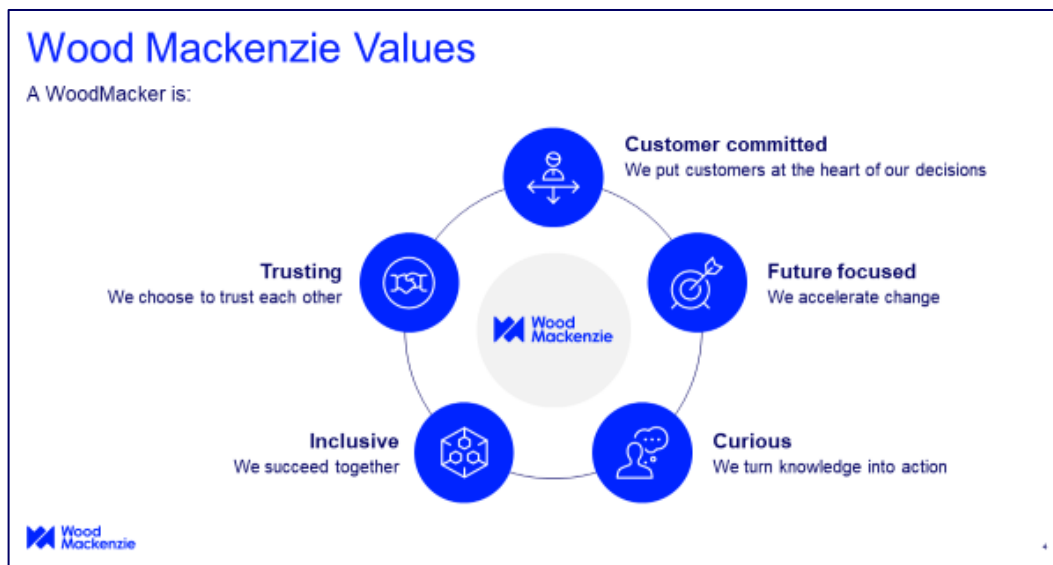 Wood Mackenzie Values
A WoodMacker is:
Customer committed
We put customers at the heart of our decisions
Trusting
We choose to trust each other
Future focused
We accelerate change
Wood
Mackenzie
Inclusive
We succeed together
Curious
We turn knowledge into action
Wood
Mackenzie
4